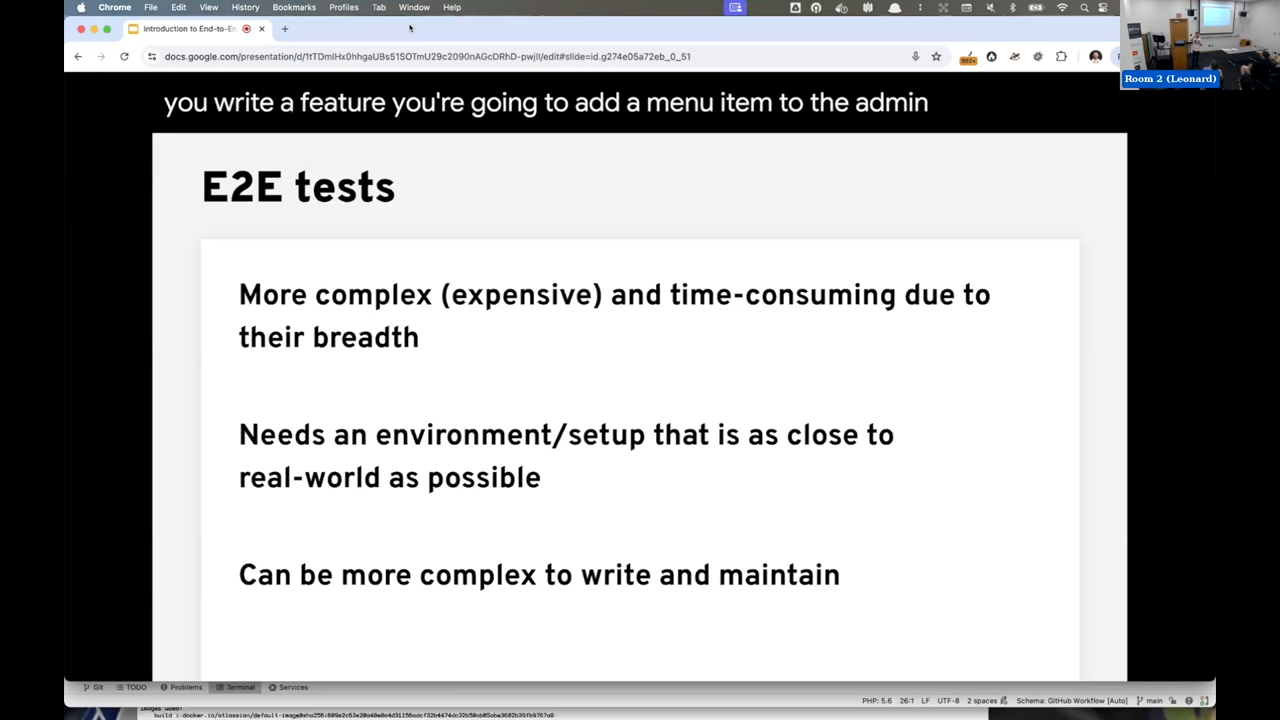 Chrome File Edit View History Bookmarks Profiles Tab Window Help
Introduction to End-to-En
docs.google.com/presentation/d/1tTDmlHx0hhgaUBs51SOTmU29c2090nAGcDRhD-pwjlI/edit#slide=id.g274e05a72eb_0_51
Room 2 (Leonard)
you write a feature you're going to add a menu item to the admin
E2E tests
More complex (expensive) and time-consuming due to
their breadth
Needs an environment/setup that is as close to
real-world as possible
Can be more complex to write and maintain
Git TODO Problems Terminal Services
PHP: 5.6 26:1 LF UTF-8 2 spaces Schema: GitHub Workflow [Auto] main
images used: